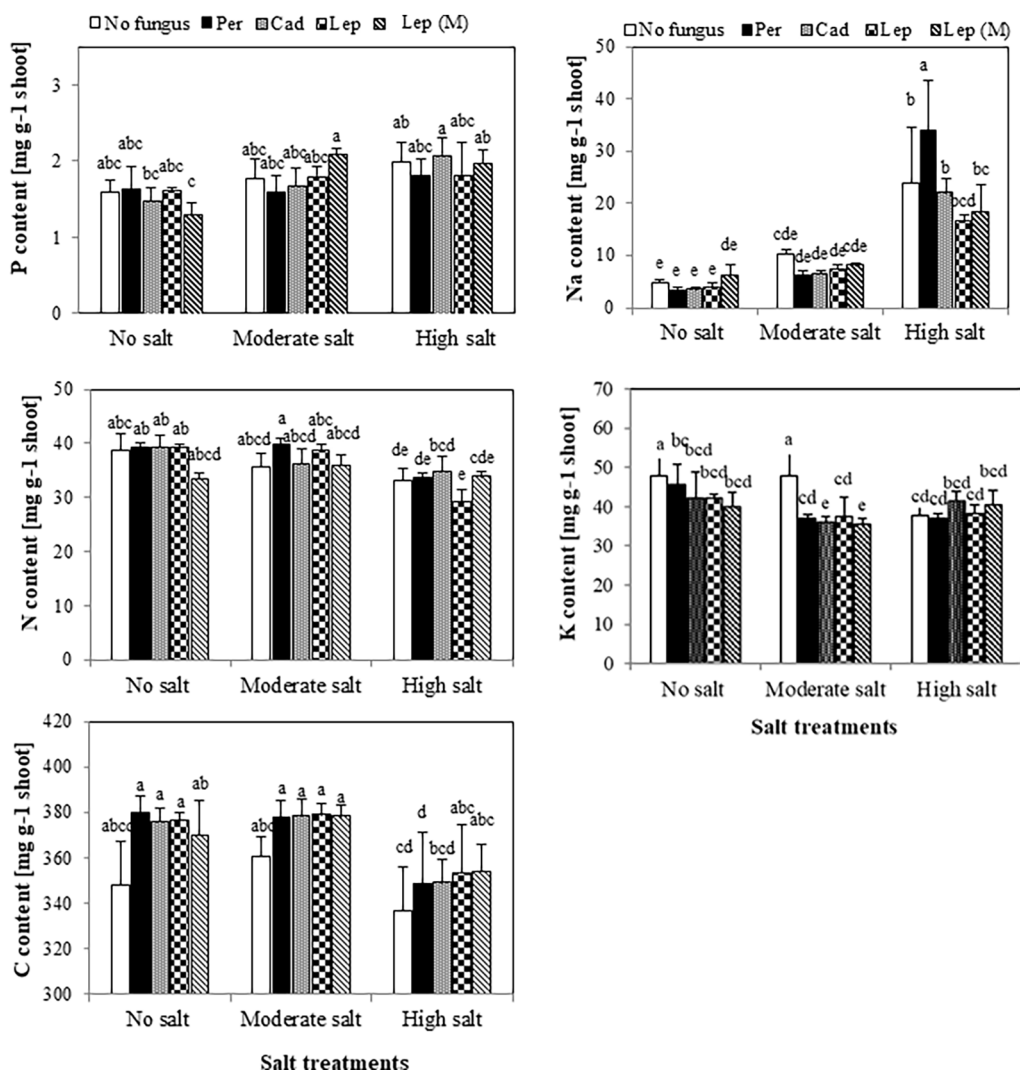 No fungus Per Cad Lep Lep (M)
P content [mg g-1 shoot]
3
2
1
0
abc abc bc abc c
abc abc abc abc a
ab abc a abc ab
No salt Moderate salt High salt
No fungus Per Cad Lep Lep (M)
Na content [mg g-1 shoot]
50
40
30
20
10
0
e e e e de
cde de de de cde
b a b bcd bc
No salt Moderate salt High salt
N content [mg g-1 shoot]
50
40
30
20
10
0
abc ab ab ab abcd
abcd a abcd abc abcd
de de bcd e cde
No salt Moderate salt High salt
K content [mg g-1 shoot]
70
60
50
40
30
20
10
0
a bc bcd bcd bcd
a cd e cd e
cd cd bcd cd bcd
No salt Moderate salt High salt
Salt treatments
C content [mg g-1 shoot]
420
400
380
360
340
320
300
abcd a a a ab
abc a a a a
cd d bcd abc abc
No salt Moderate salt High salt
Salt treatments